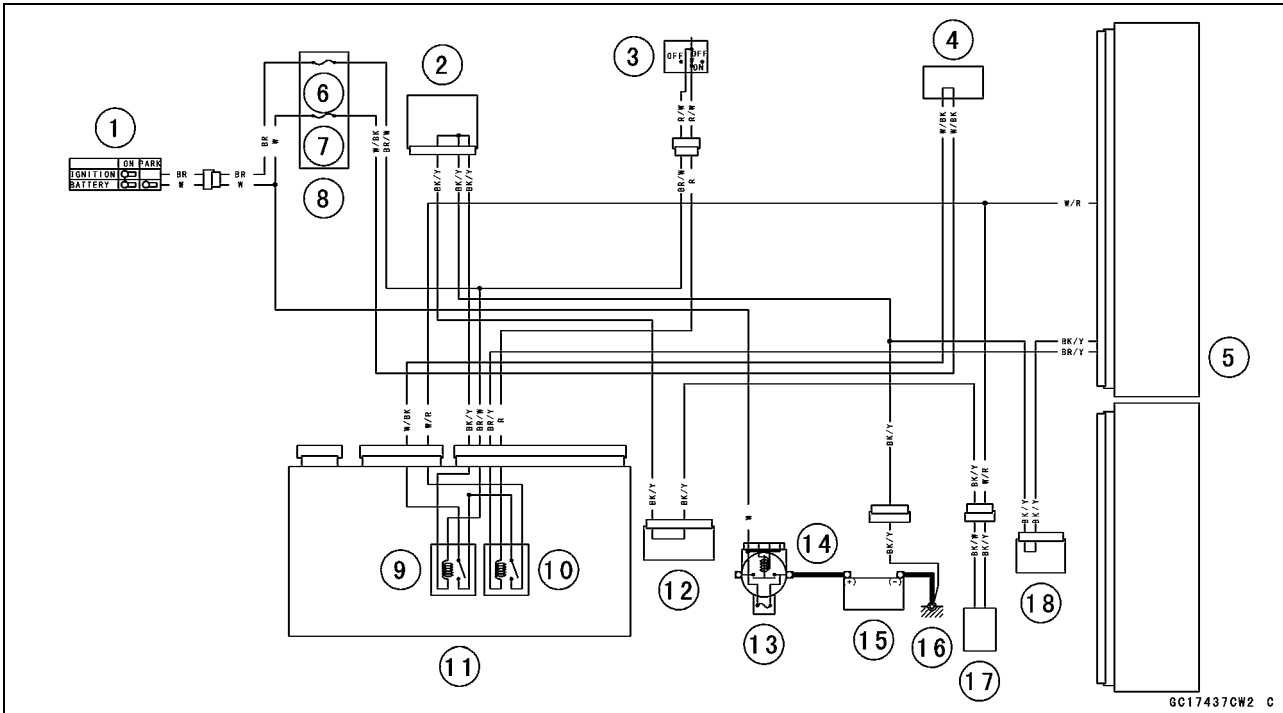 1
ON PARK
IGNITION
BATTERY
BR
W
BR
W
BR
W
6
7
8
W/BK
BR/W
2
BK/Y
BK/Y
BK/Y
3
OFF OFF
ON
R/W
R/W
BR/W
R
4
W/BK
W/BK
W/R
5
BK/Y
BR/Y
W/BK
W/R
BK/Y
BR/W
BR/Y
R
9
10
11
BK/Y
BK/Y
12
W
14
13
(+) (-)
15
BK/Y
BK/Y
16
BK/Y
W/R
BK/W
BK/Y
17
BK/Y
BK/Y
18
GC17437CW2 C